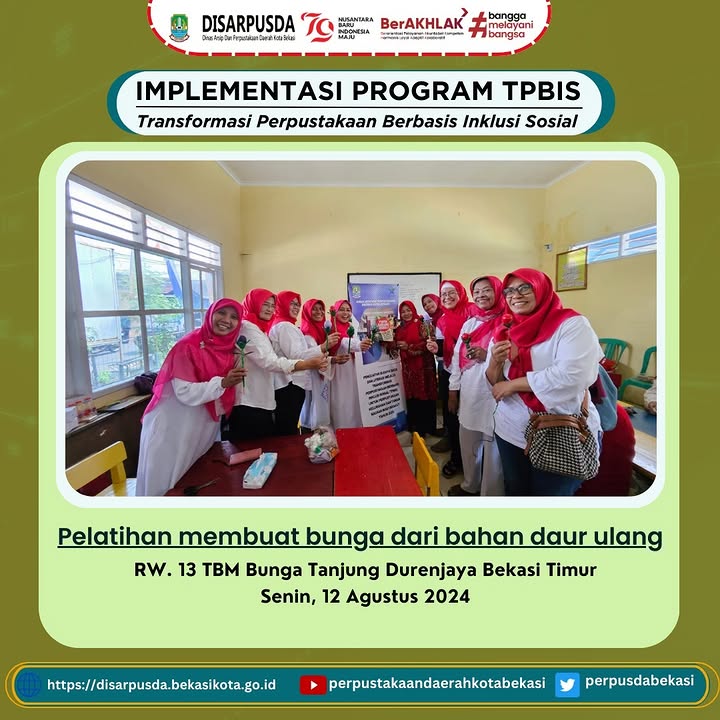 DISARPUSDA
Dinas Arsip Dan Perpustakaan Daerah Kota Bekasi
79
NUSANTARA
BARU
INDONESIA
MAJU
BerAKHLAK
#bangga
melayani
bangsa
IMPLEMENTASI PROGRAM TPBIS
Transformasi Perpustakaan Berbasis Inklusi Sosial
Pelatihan membuat bunga dari bahan daur ulang
RW. 13 TBM Bunga Tanjung Durenjaya Bekasi Timur
Senin, 12 Agustus 2024
https://disarpusda.bekasikota.go.id
perpustakaandaerahkotabekasi
perpusdabekasi